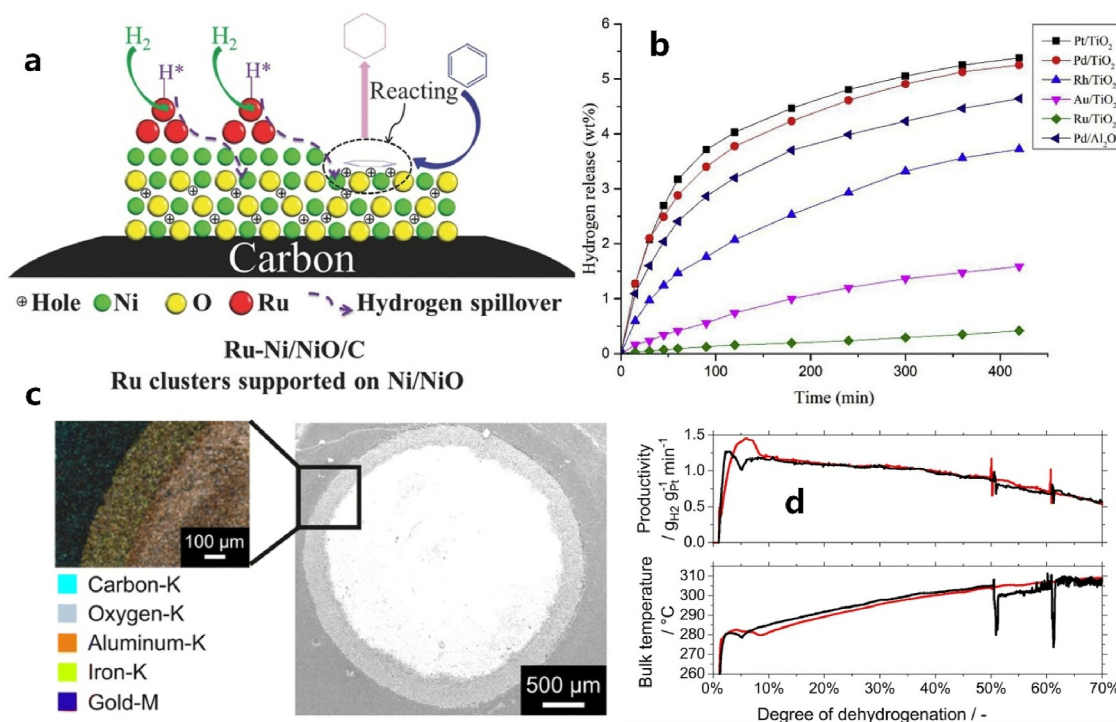 a
H2
H2
H*
H*
Reacting
Carbon
Hole
Ni
O
Ru
Hydrogen spillover
Ru-Ni/NiO/C
Ru clusters supported on Ni/NiO
b
Hydrogen release (wt%)
6
5
4
3
2
1
0
0
100
200
300
400
Time (min)
Pt/TiO2
Pd/TiO2
Rh/TiO2
Au/TiO2
Ru/TiO2
Pd/Al2O
c
100 µm
Carbon-K
Oxygen-K
Aluminum-K
Iron-K
Gold-M
500 µm
d
Productivity
/ gH2 gPt-1 min-1
1.5
1.0
0.5
0.0
Bulk temperature
/ °C
310
300
290
280
270
260
0%
10%
20%
30%
40%
50%
60%
70%
Degree of dehydrogenation / -